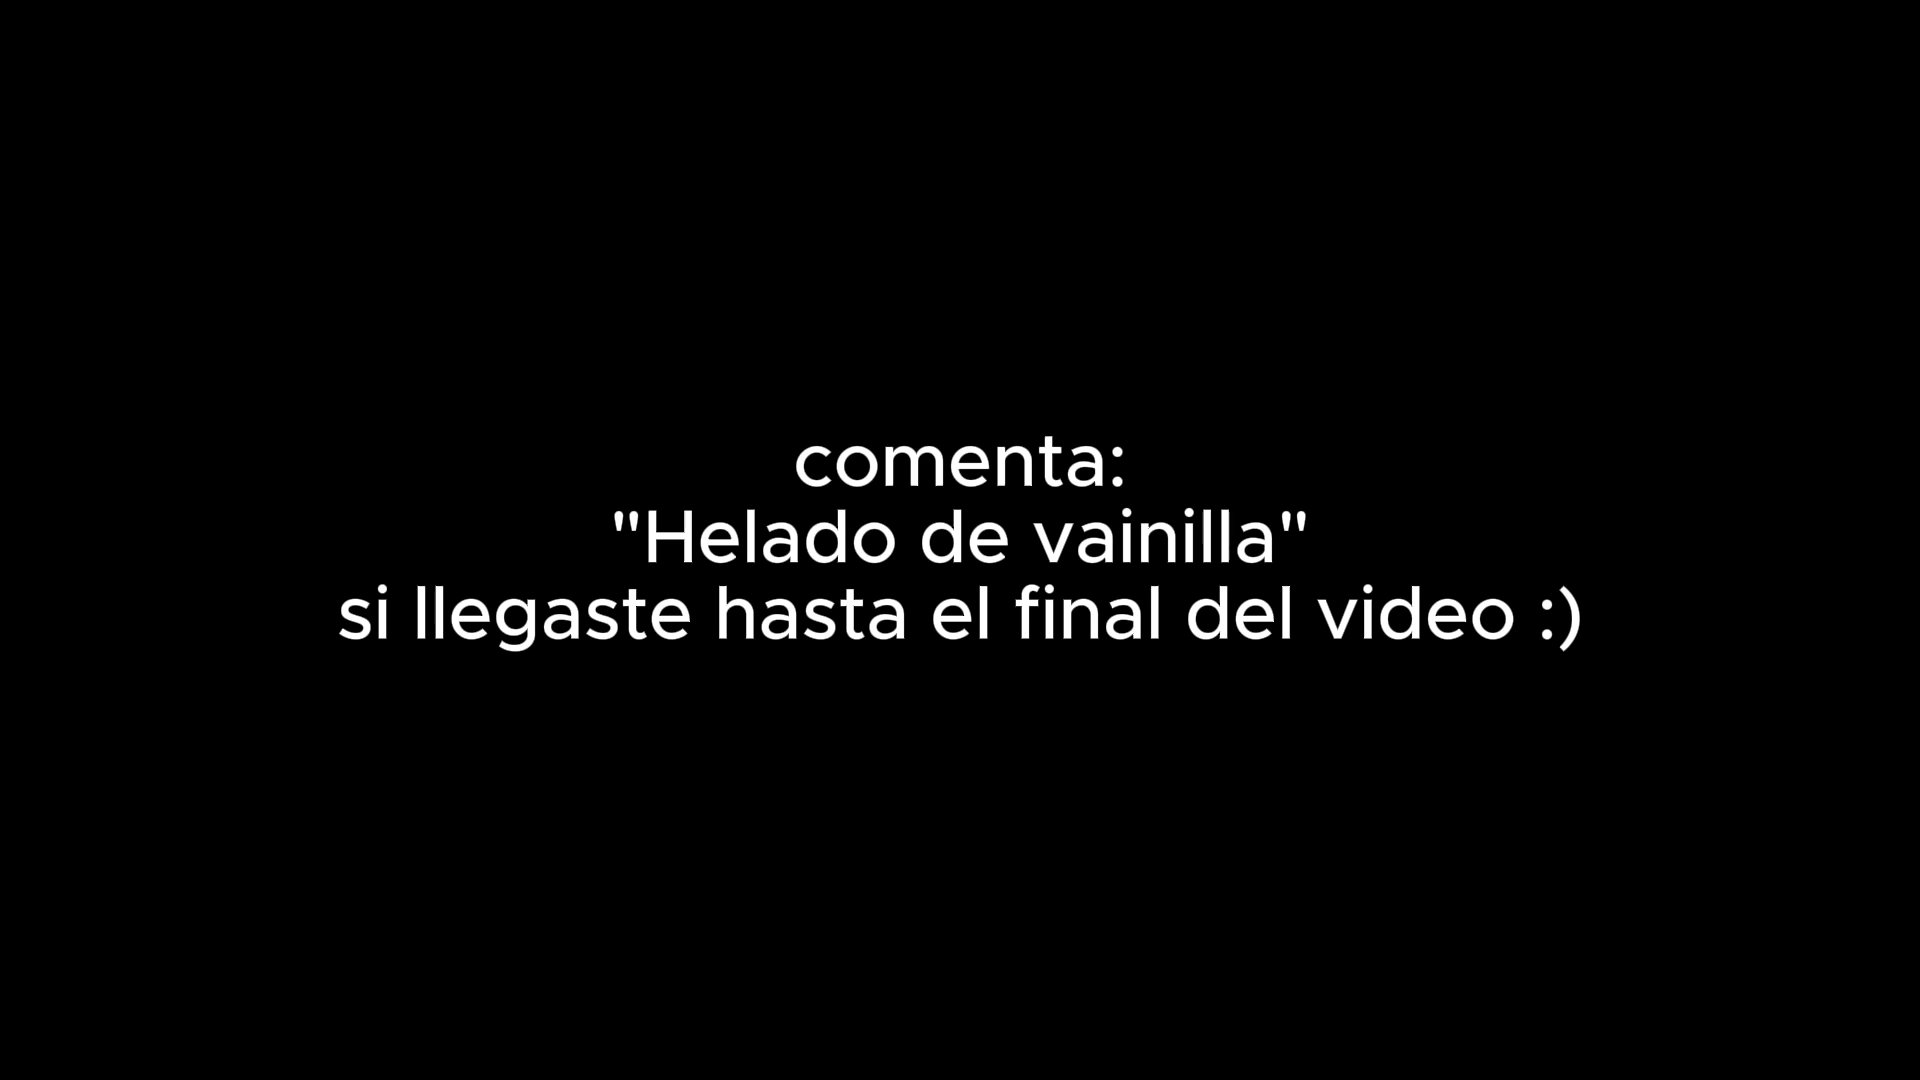 comenta:
"Helado de vainilla"
si llegaste hasta el final del video :)